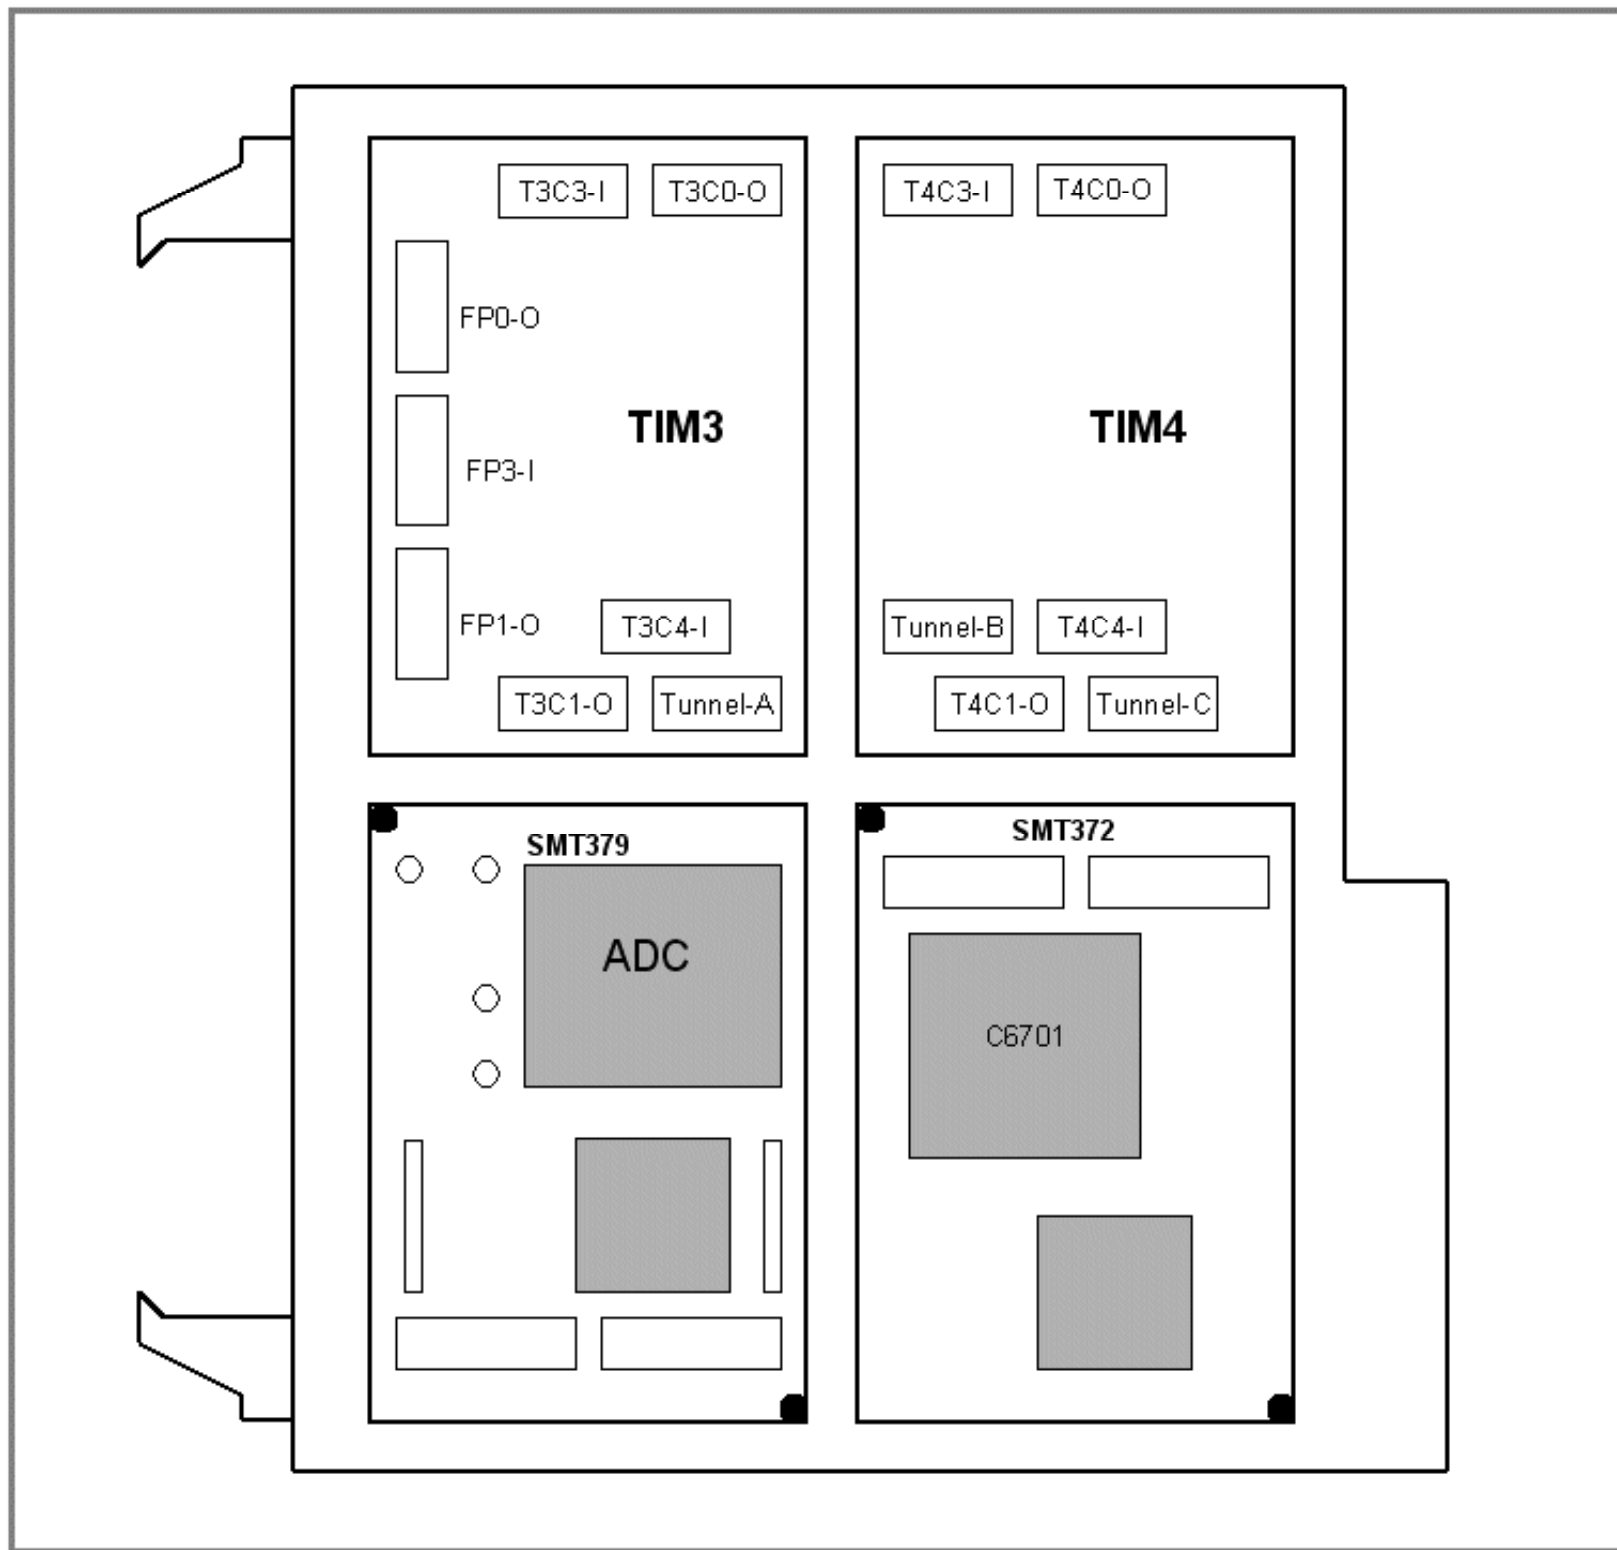 T3C3-I
T3C0-O
T4C3-I
T4C0-O
FP0-O
TIM3
TIM4
FP3-I
FP1-O
T3C4-I
Tunnel-B
T4C4-I
T3C1-O
Tunnel-A
T4C1-O
Tunnel-C
SMT379
SMT372
ADC
C6701